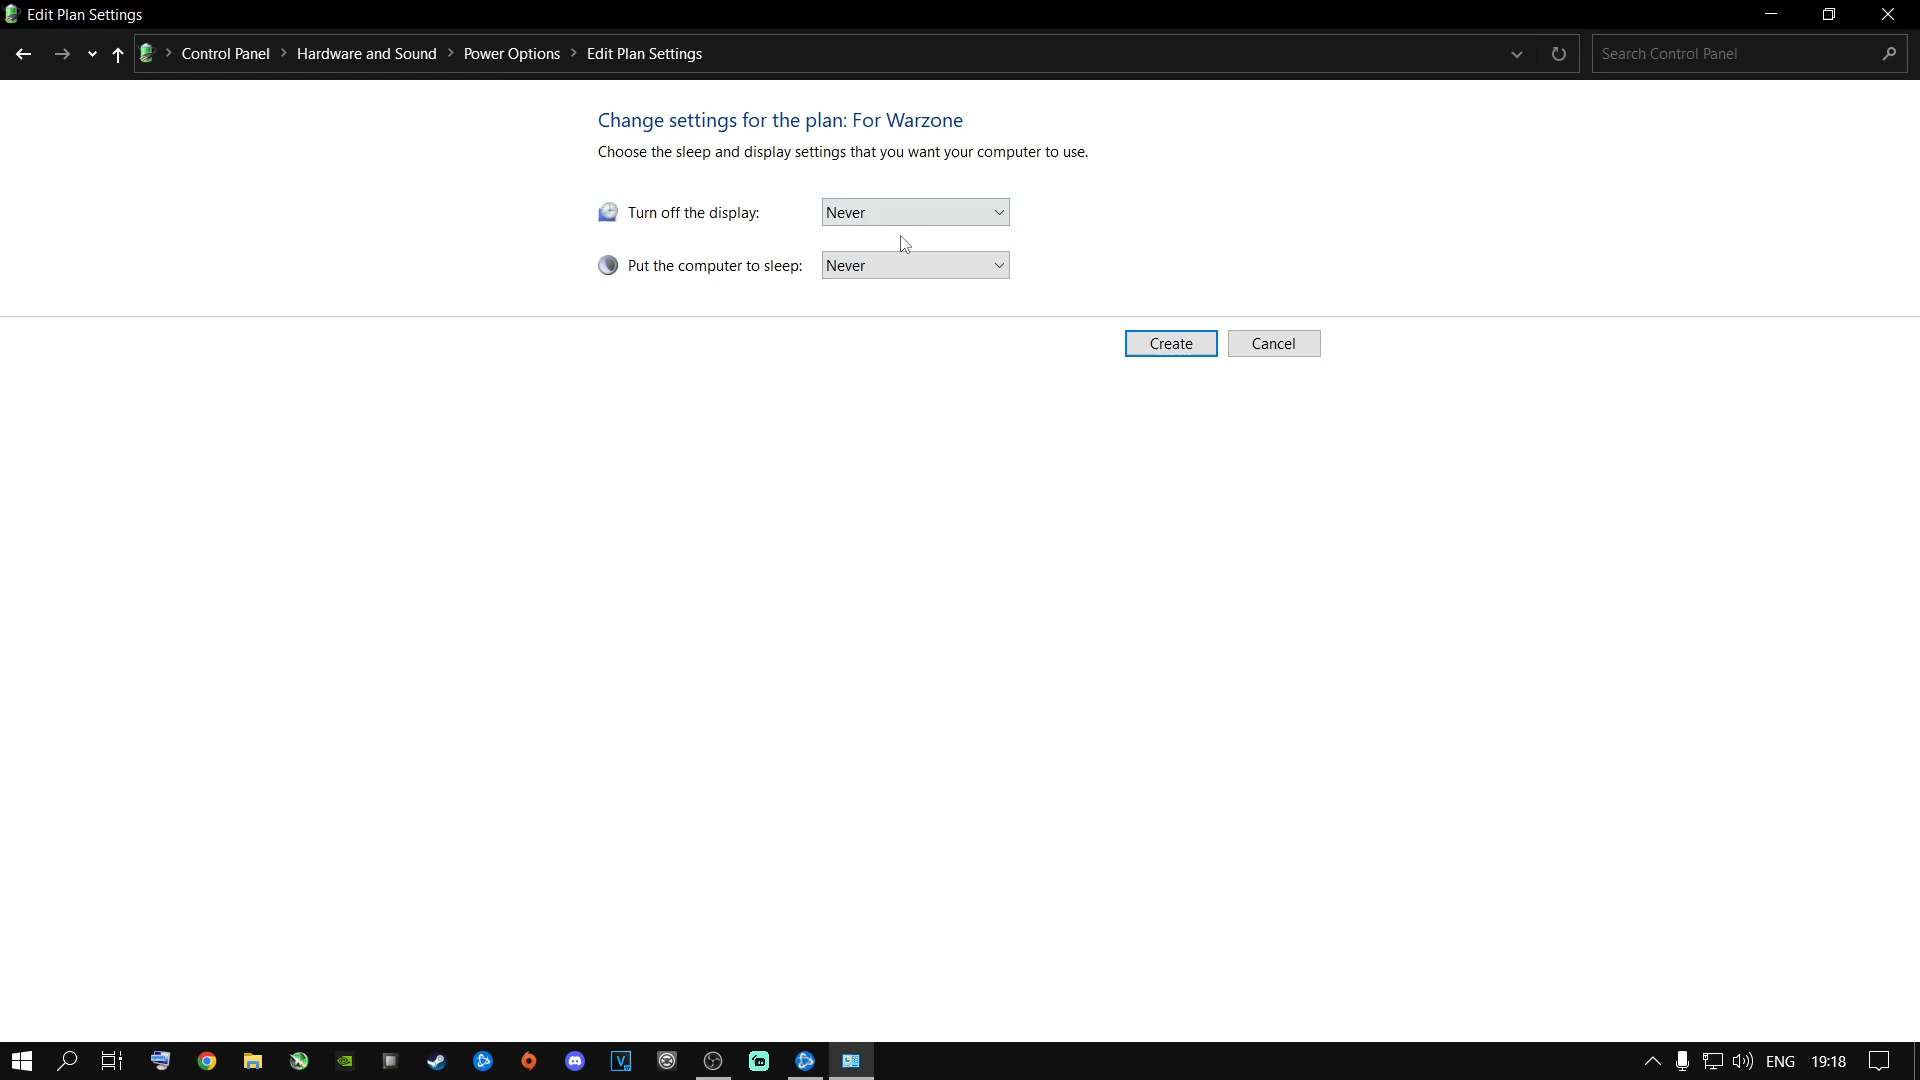 Edit Plan Settings
Control Panel > Hardware and Sound > Power Options > Edit Plan Settings
Search Control Panel
Change settings for the plan: For Warzone
Choose the sleep and display settings that you want your computer to use.
Turn off the display: Never
Put the computer to sleep: Never
Create Cancel
ENG 19:18